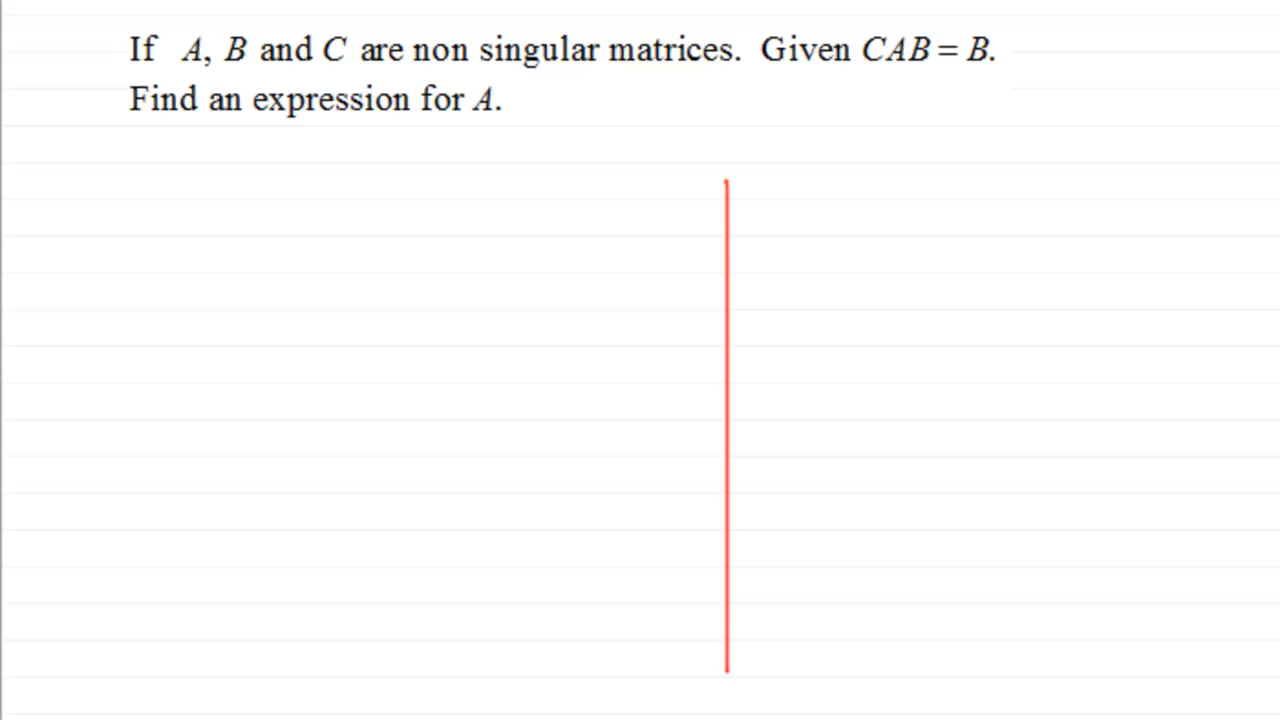 If A, B and C are non singular matrices. Given CAB = B.
Find an expression for A.